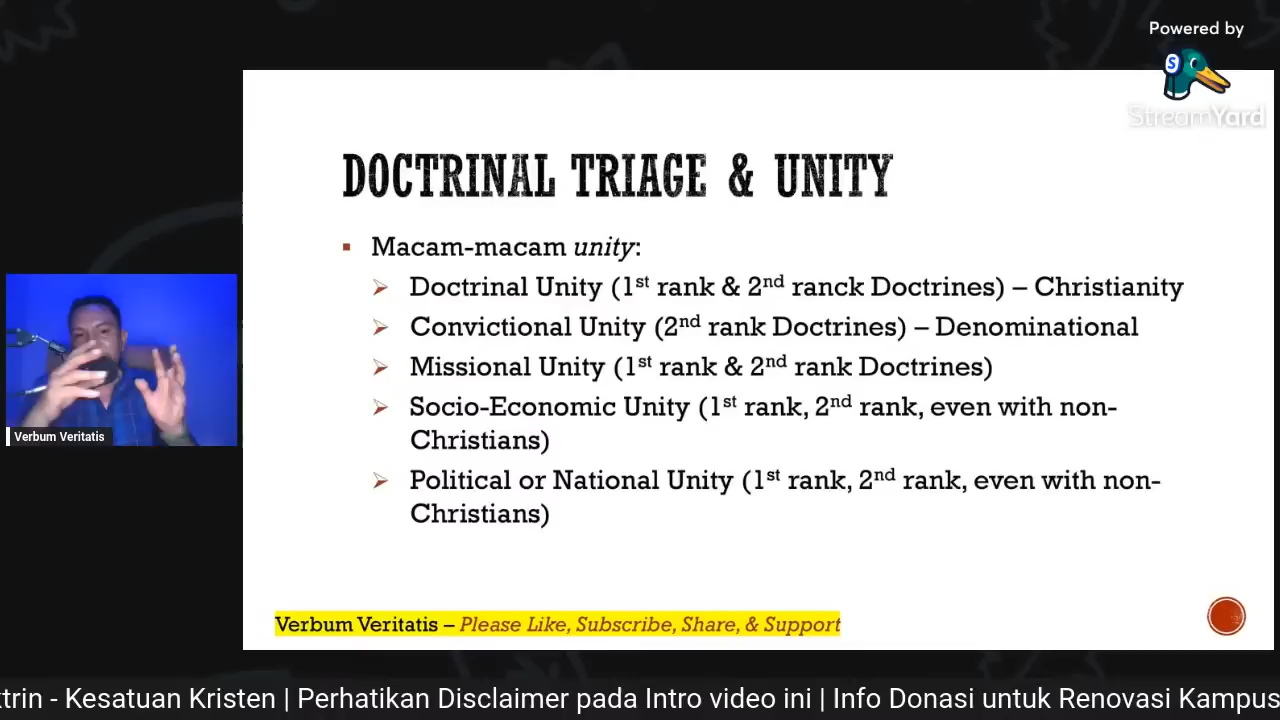 Powered by
StreamYard
DOCTRINAL TRIAGE & UNITY
Macam-macam unity:
Doctrinal Unity (1st rank & 2nd ranck Doctrines) – Christianity
Convictional Unity (2nd rank Doctrines) – Denominational
Missional Unity (1st rank & 2nd rank Doctrines)
Socio-Economic Unity (1st rank, 2nd rank, even with non-
Christians)
Political or National Unity (1st rank, 2nd rank, even with non-
Christians)
Verbum Veritatis
Verbum Veritatis – Please Like, Subscribe, Share, & Support
trin - Kesatuan Kristen | Perhatikan Disclaimer pada Intro video ini | Info Donasi untuk Renovasi Kampus